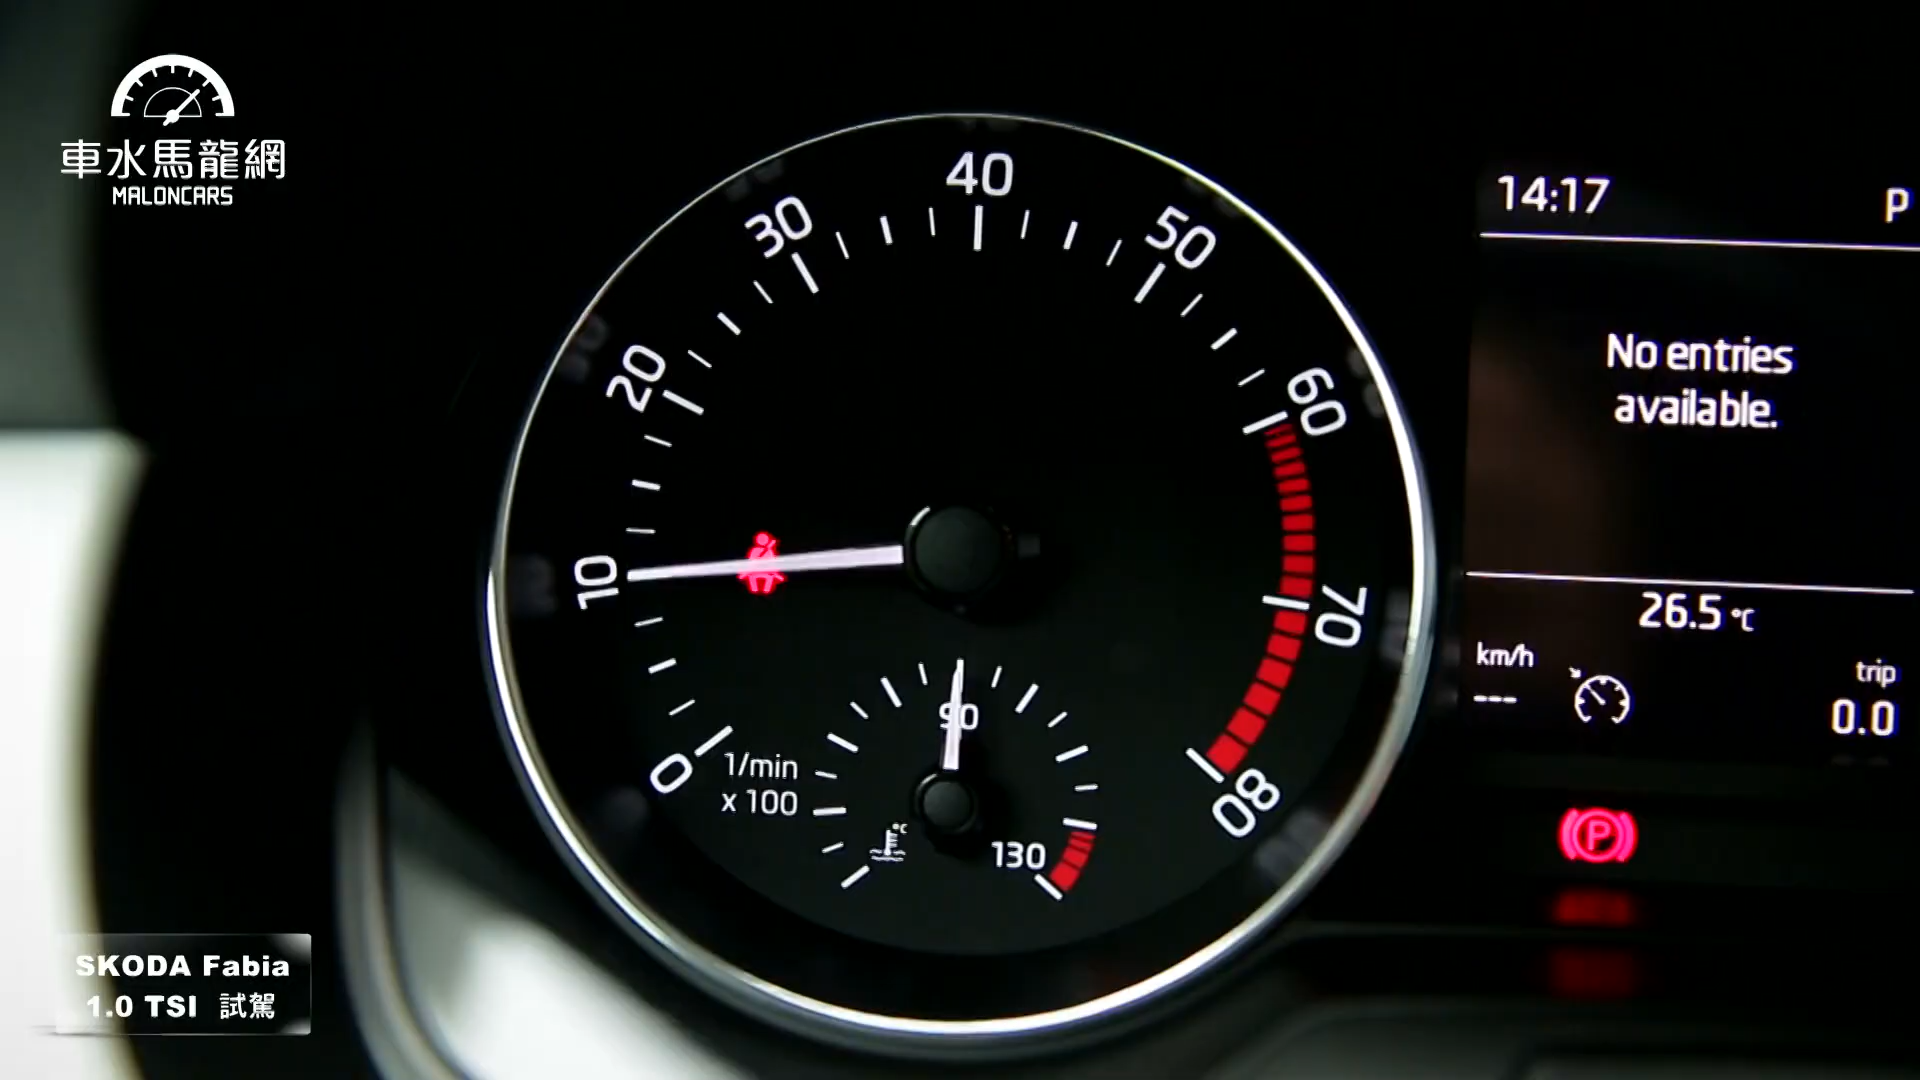 車水馬龍網
MALONCARS
0
10
20
30
40
50
60
70
80
1/min
x 100
90
130
°C
14:17
P
No entries
available.
26.5 °C
km/h
---
trip
0.0
P
SKODA Fabia
1.0 TSI 試駕